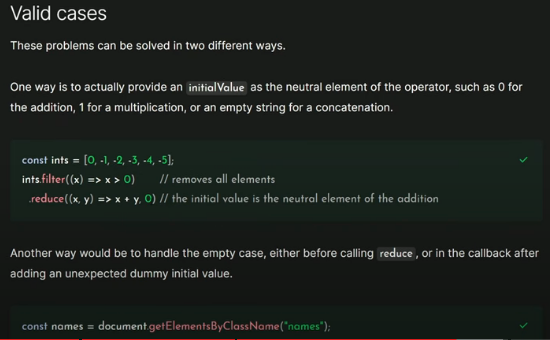 Valid cases
These problems can be solved in two different ways.
One way is to actually provide an initialValue as the neutral element of the operator, such as 0 for
the addition, 1 for a multiplication, or an empty string for a concatenation.
const ints = [0, -1, -2, -3, -4, -5];
ints.filter((x) => x > 0) // removes all elements
.reduce((x, y) => x + y, 0) // the initial value is the neutral element of the addition
Another way would be to handle the empty case, either before calling reduce, or in the callback after
adding an unexpected dummy initial value.
const names = document.getElementsByClassName("names");